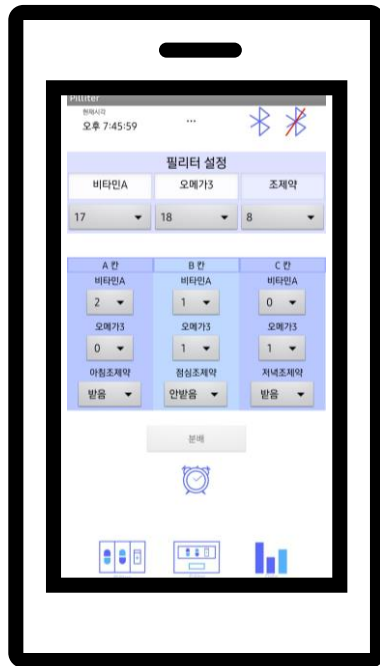 Pilliter
현재시각
오후 7:45:59 ...
필리터 설정
비타민A 오메가3 조제약
17 18 8
A 칸 B 칸 C 칸
비타민A 비타민A 비타민A
2 1 0
오메가3 오메가3 오메가3
0 1 1
아침조제약 점심조제약 저녁조제약
받음 안받음 받음
분배